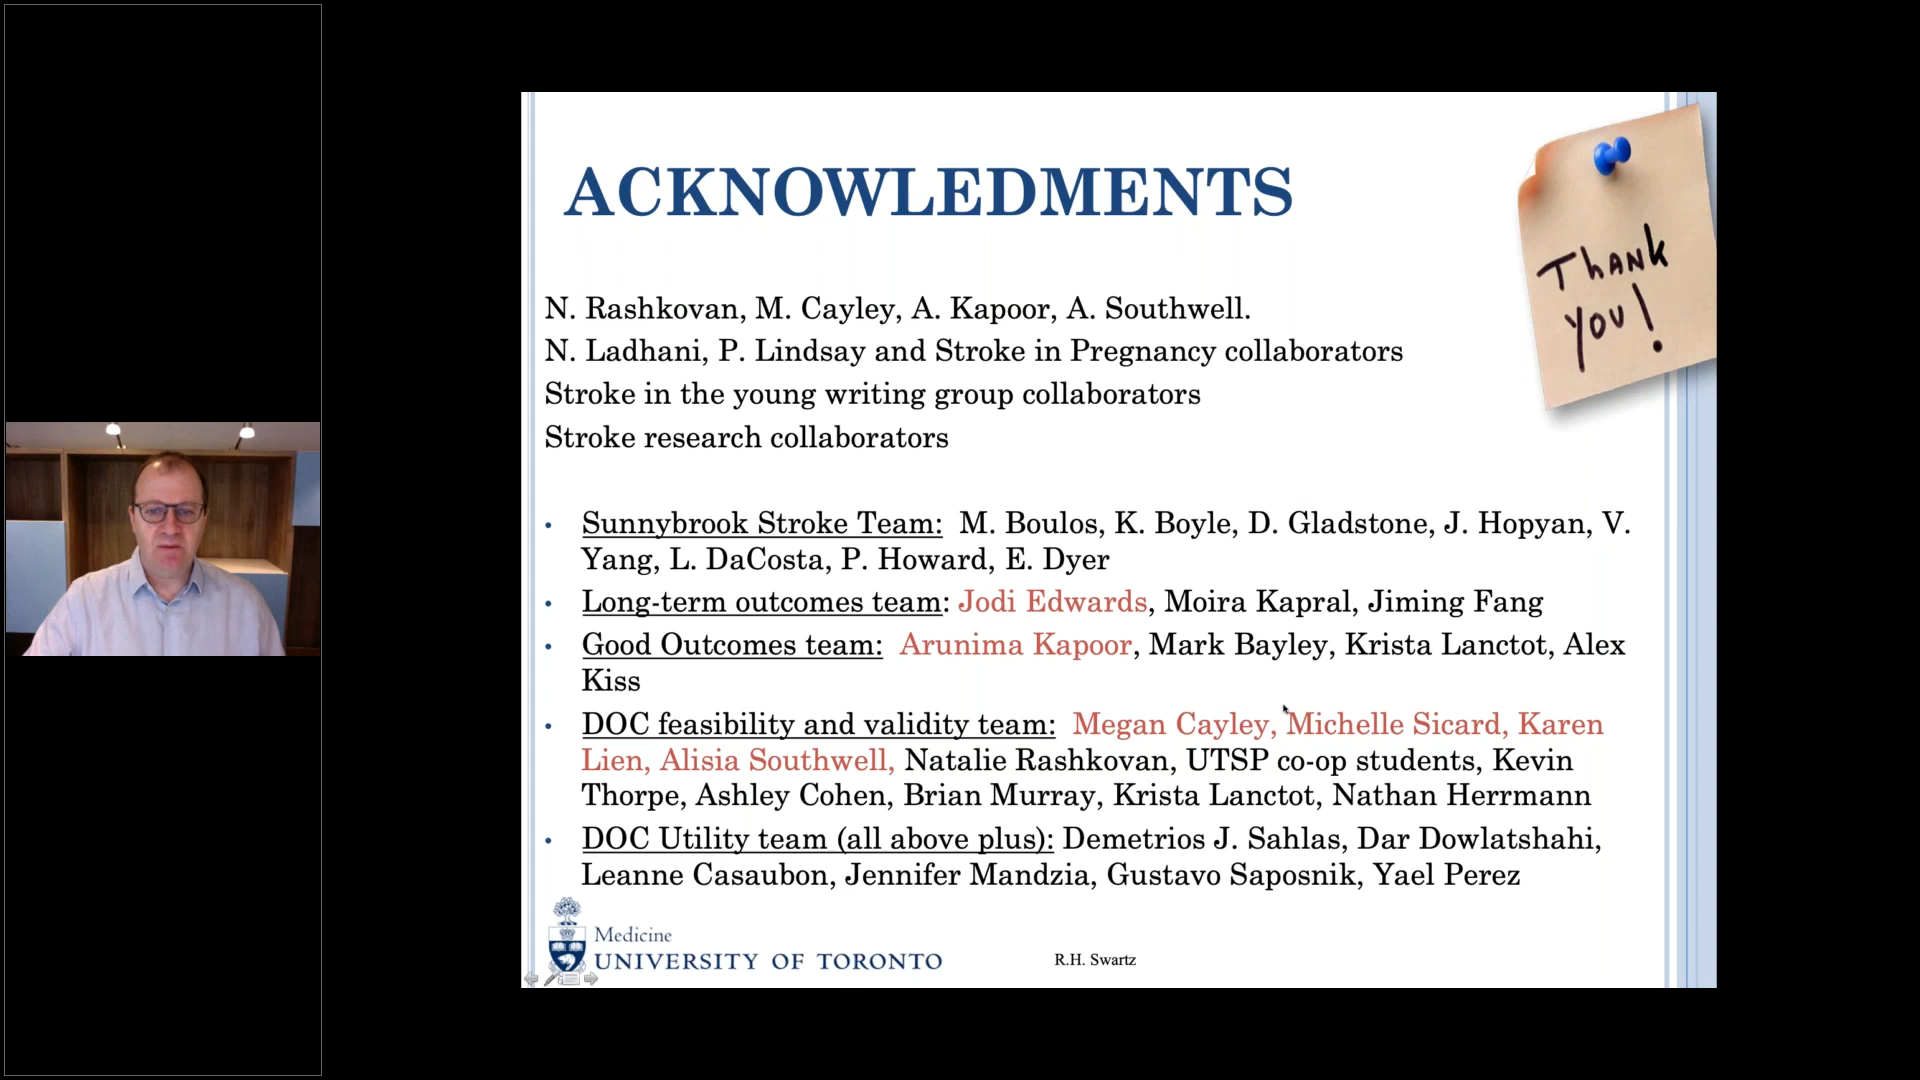 ACKNOWLEDMENTS
Thank
you!
N. Rashkovan, M. Cayley, A. Kapoor, A. Southwell.
N. Ladhani, P. Lindsay and Stroke in Pregnancy collaborators
Stroke in the young writing group collaborators
Stroke research collaborators
• Sunnybrook Stroke Team: M. Boulos, K. Boyle, D. Gladstone, J. Hopyan, V.
Yang, L. DaCosta, P. Howard, E. Dyer
• Long-term outcomes team: Jodi Edwards, Moira Kapral, Jiming Fang
• Good Outcomes team: Arunima Kapoor, Mark Bayley, Krista Lanctot, Alex
Kiss
• DOC feasibility and validity team: Megan Cayley, Michelle Sicard, Karen
Lien, Alisia Southwell, Natalie Rashkovan, UTSP co-op students, Kevin
Thorpe, Ashley Cohen, Brian Murray, Krista Lanctot, Nathan Herrmann
• DOC Utility team (all above plus): Demetrios J. Sahlas, Dar Dowlatshahi,
Leanne Casaubon, Jennifer Mandzia, Gustavo Saposnik, Yael Perez
Medicine
UNIVERSITY OF TORONTO
R.H. Swartz